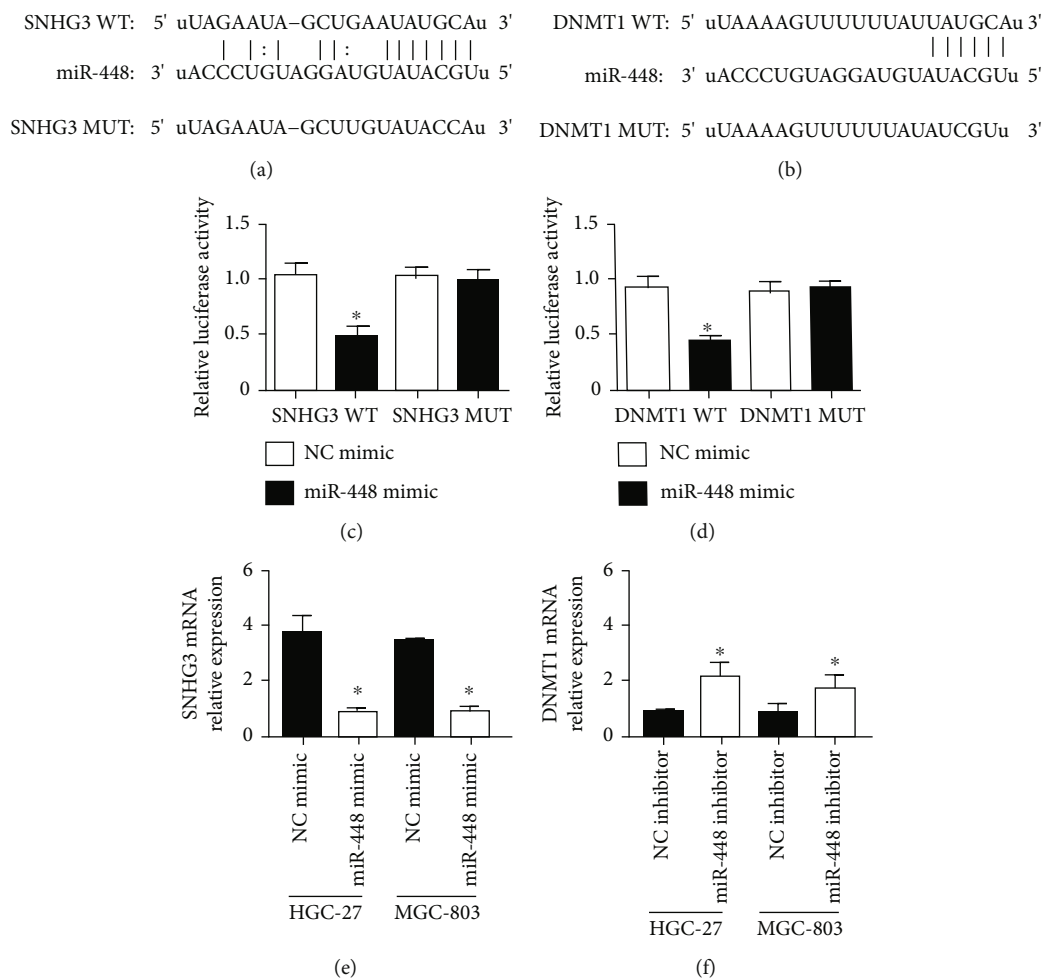 SNHG3 WT: 5' uUAGAAUA–GCUGAAUAUGCAu 3'
| | : | | | : | | | | | | |
miR-448: 3' uACCCUGUAGGAUGUAUACGUu 5'
SNHG3 MUT: 5' uUAGAAUA–GCUUGUAUACCAu 3'
(a)
DNMT1 WT: 5' uUAAAAGUUUUUUAUUAUGCAu 3'
| | | | | |
miR-448: 3' uACCCUGUAGGAUGUAUACGUu 5'
DNMT1 MUT: 5' uUAAAAGUUUUUUAUAUCGUu 3'
(b)
Relative luciferase activity
1.5
1.0
0.5
0
*
SNHG3 WT SNHG3 MUT
NC mimic
miR-448 mimic
(c)
Relative luciferase activity
1.5
1.0
0.5
0
*
DNMT1 WT DNMT1 MUT
NC mimic
miR-448 mimic
(d)
SNHG3 mRNA
relative expression
6
4
2
0
* *
NC mimic
miR-448 mimic
NC mimic
miR-448 mimic
HGC-27 MGC-803
(e)
DNMT1 mRNA
relative expression
6
4
2
0
* *
NC inhibitor
miR-448 inhibitor
NC inhibitor
miR-448 inhibitor
HGC-27 MGC-803
(f)